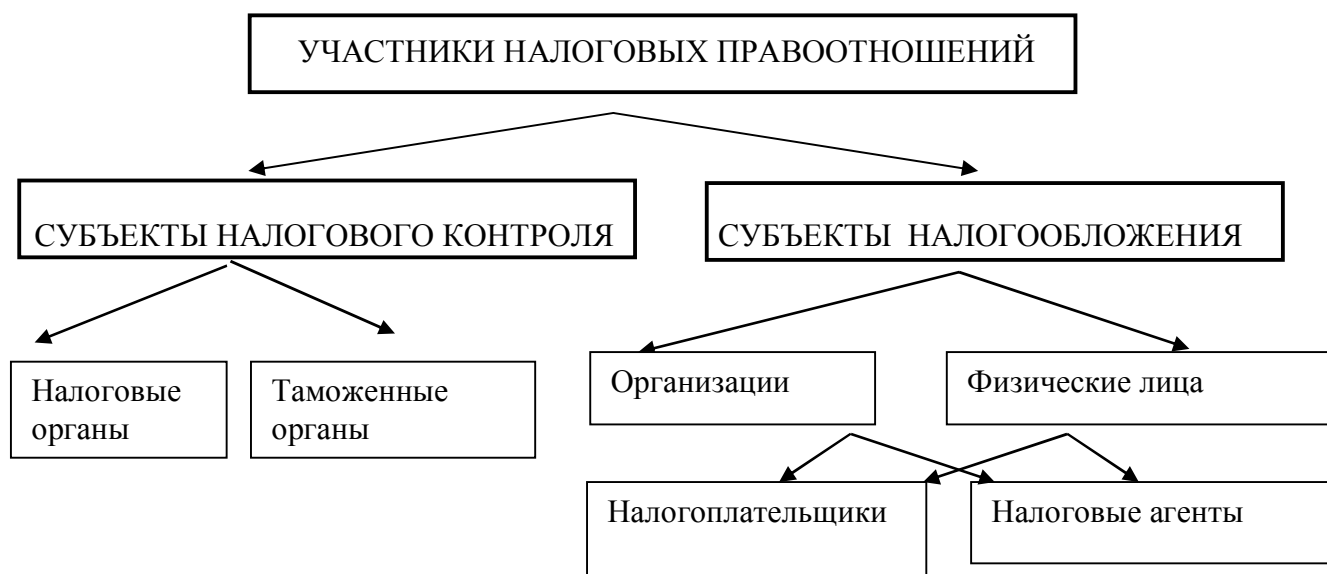 УЧАСТНИКИ НАЛОГОВЫХ ПРАВООТНОШЕНИЙ
СУБЪЕКТЫ НАЛОГОВОГО КОНТРОЛЯ
СУБЪЕКТЫ НАЛОГООБЛОЖЕНИЯ
Налоговые
органы
Таможенные
органы
Организации
Физические лица
Налогоплательщики
Налоговые агенты